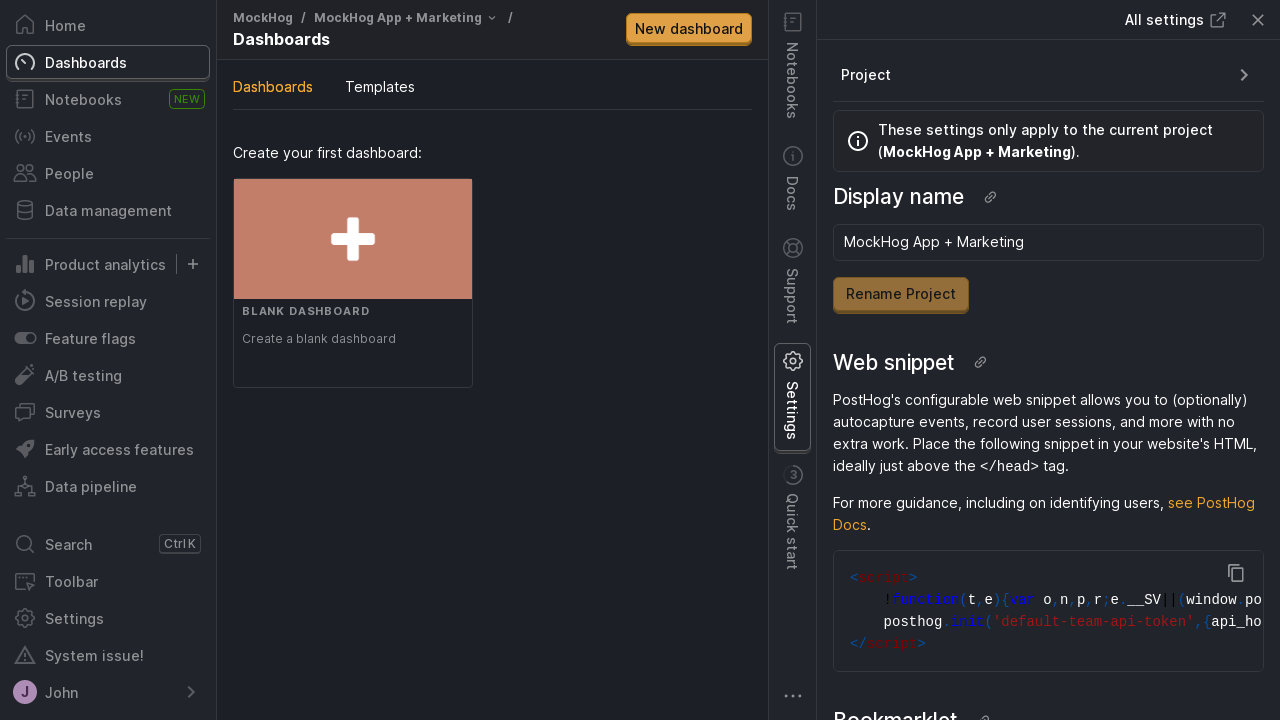 Home
Dashboards
Notebooks NEW
Events
People
Data management
Product analytics
Session replay
Feature flags
A/B testing
Surveys
Early access features
Data pipeline
Search Ctrl K
Toolbar
Settings
System issue!
J John
MockHog / MockHog App + Marketing /
Dashboards
New dashboard
Dashboards Templates
Create your first dashboard:
BLANK DASHBOARD
Create a blank dashboard
Notebooks
Docs
Support
Settings
3 Quick start
All settings
Project
These settings only apply to the current project
(MockHog App + Marketing).
Display name
MockHog App + Marketing
Rename Project
Web snippet
PostHog's configurable web snippet allows you to (optionally)
autocapture events, record user sessions, and more with no
extra work. Place the following snippet in your website's HTML,
ideally just above the </head> tag.
For more guidance, including on identifying users, see PostHog
Docs.
<script>
!function(t,e){var o,n,p,r;e.__SV||(window.po
posthog.init('default-team-api-token',{api_ho
</script>
Bookmarklet